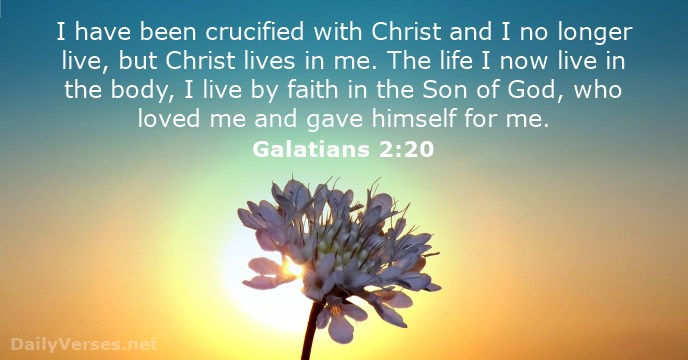 I have been crucified with Christ and I no longer
live, but Christ lives in me. The life I now live in
the body, I live by faith in the Son of God, who
loved me and gave himself for me.
Galatians 2:20
DailyVerses.net